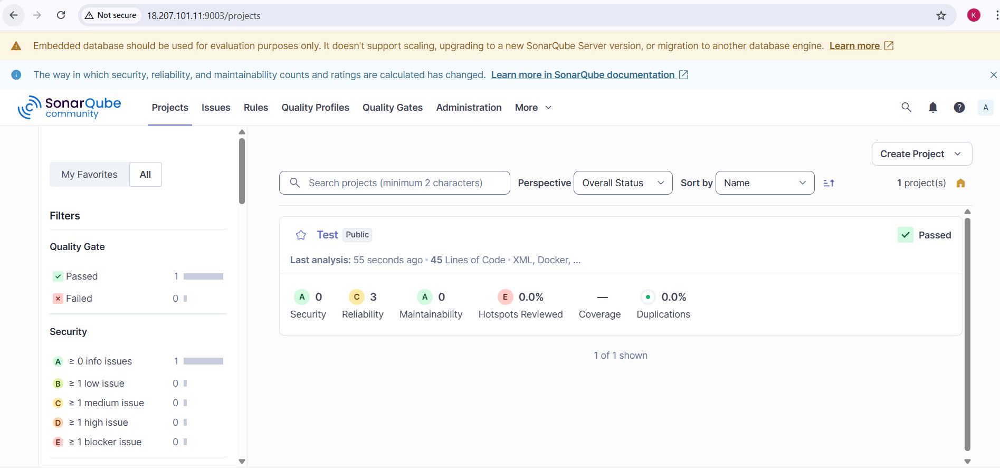 Not secure 18.207.101.11:9003/projects K
Embedded database should be used for evaluation purposes only. It doesn't support scaling, upgrading to a new SonarQube Server version, or migration to another database engine. Learn more
The way in which security, reliability, and maintainability counts and ratings are calculated has changed. Learn more in SonarQube documentation
SonarQube community
Projects Issues Rules Quality Profiles Quality Gates Administration More A
My Favorites All
Filters
Quality Gate
Passed 1
Failed 0
Security
A ≥ 0 info issues 1
B ≥ 1 low issue 0
C ≥ 1 medium issue 0
D ≥ 1 high issue 0
E ≥ 1 blocker issue 0
Create Project
Search projects (minimum 2 characters) Perspective Overall Status Sort by Name 1 project(s)
Test Public Passed
Last analysis: 55 seconds ago • 45 Lines of Code • XML, Docker, ...
A 0 C 3 A 0 E 0.0% — 0.0%
Security Reliability Maintainability Hotspots Reviewed Coverage Duplications
1 of 1 shown